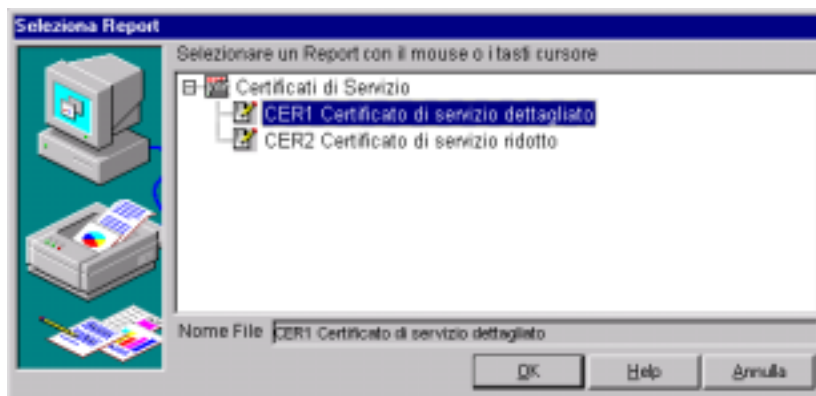 Seleziona Report
Selezionare un Report con il mouse o i tasti cursore
Certificati di Servizio
CER1 Certificato di servizio dettagliato
CER2 Certificato di servizio ridotto
Nome File CER1 Certificato di servizio dettagliato
OK Help Annulla